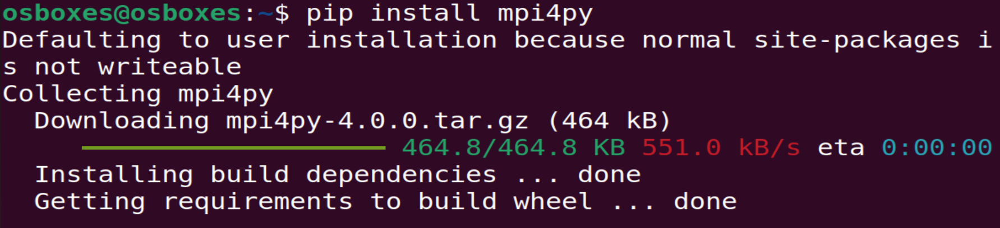 osboxes@osboxes:~$ pip install mpi4py
Defaulting to user installation because normal site-packages i
s not writeable
Collecting mpi4py
  Downloading mpi4py-4.0.0.tar.gz (464 kB)
     464.8/464.8 KB 551.0 kB/s eta 0:00:00
  Installing build dependencies ... done
  Getting requirements to build wheel ... done